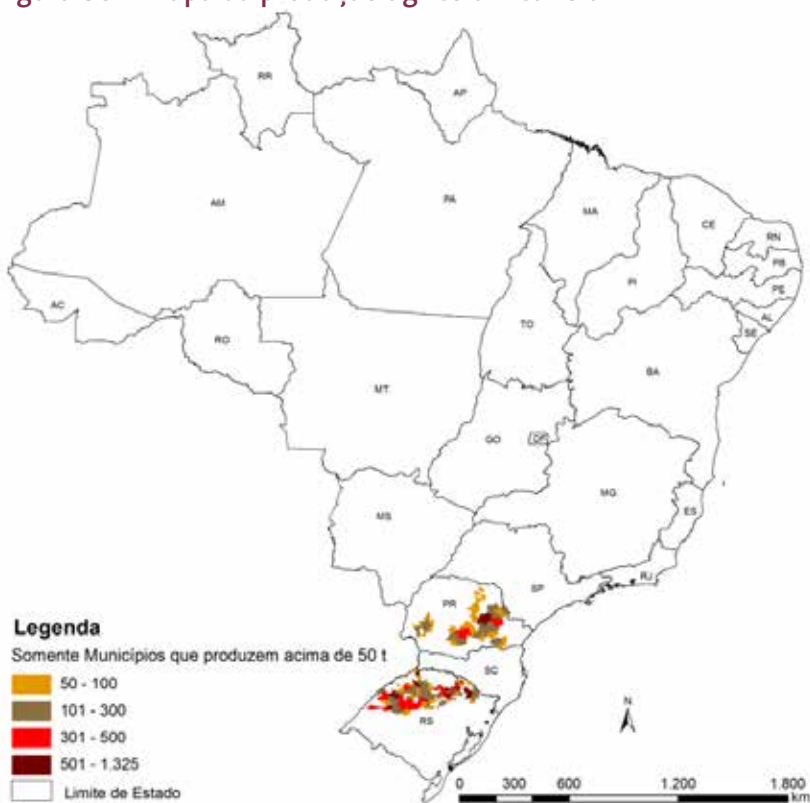 RR
AP
AM
PA
MA
CE
RN
PB
PE
AL
SE
PI
AC
RO
TO
BA
MT
GO
DF
MG
ES
MS
SP
RJ
PR
SC
RS
Legenda
Somente Municípios que produzem acima de 50 t
50 - 100
101 - 300
301 - 500
501 - 1.325
Limite de Estado
N
0 300 600 1.200 1.800
km